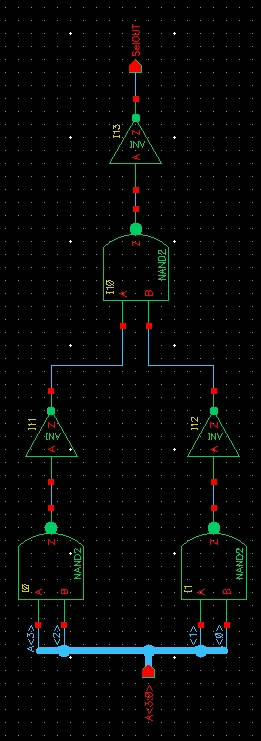 SelOUT
I13
Z
INV
A
Z
I10
NAND2
A
B
I11
Z
INV
A
I12
Z
INV
A
Z
I0
NAND2
A
B
Z
I1
NAND2
A
B
A<3>
<2>
<1>
<0>
A<3:0>